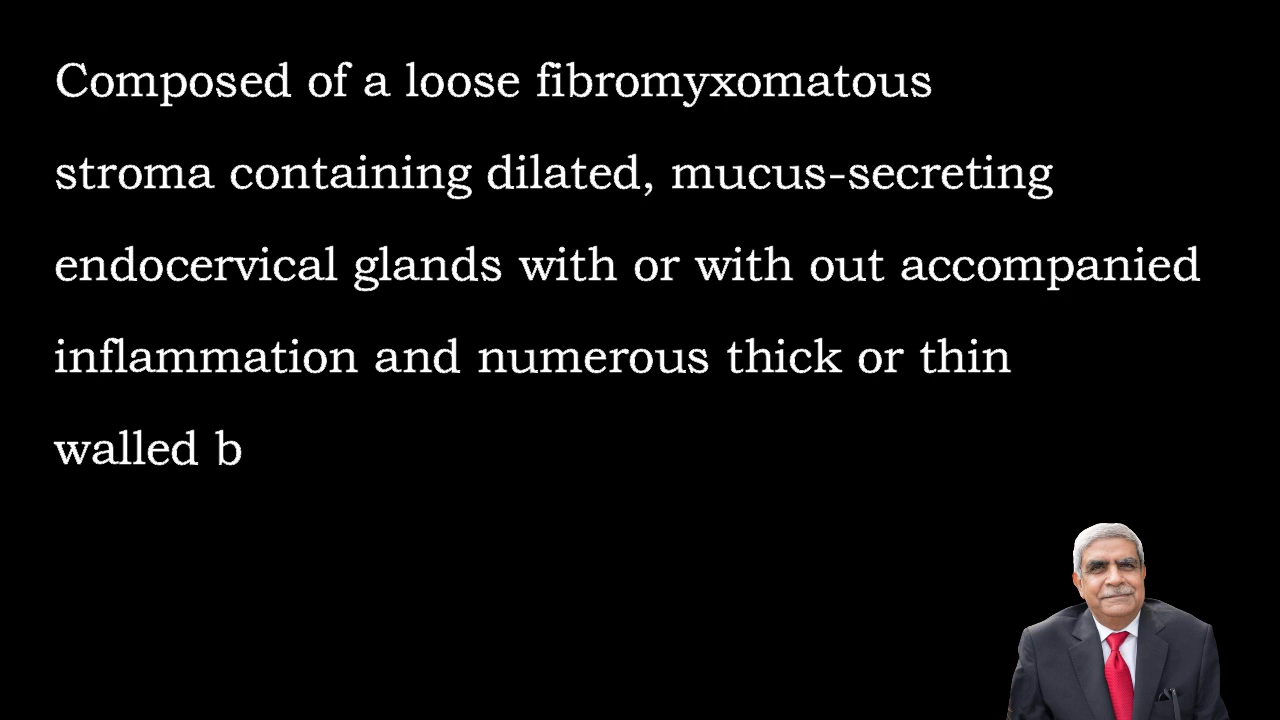 Composed of a loose fibromyxomatous
stroma containing dilated, mucus-secreting
endocervical glands with or with out accompanied
inflammation and numerous thick or thin
walled b